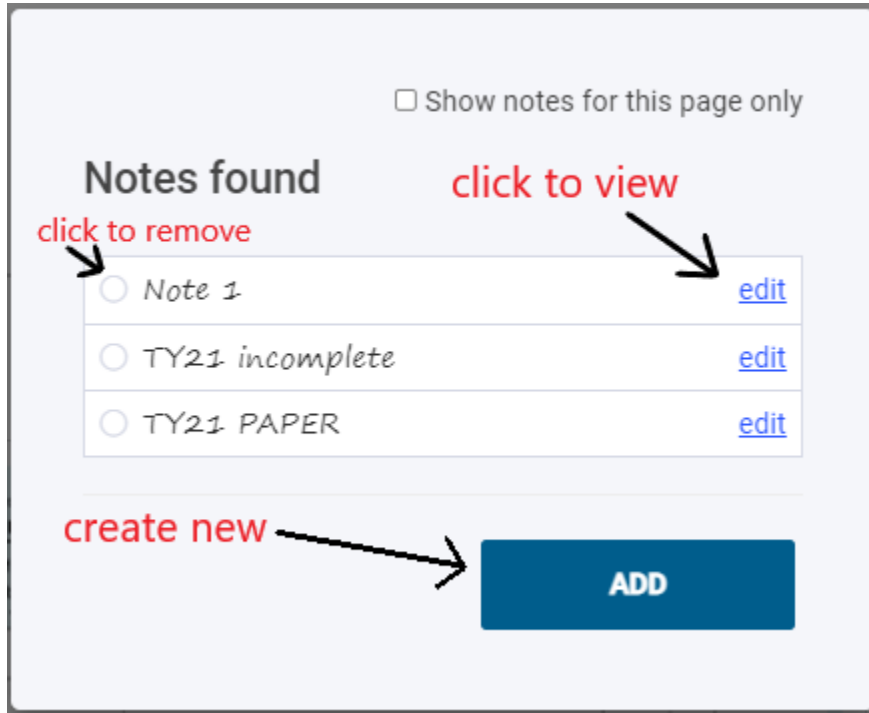 Show notes for this page only
Notes found
click to view
click to remove
Note 1 edit
TY21 incomplete edit
TY21 PAPER edit
create new
ADD